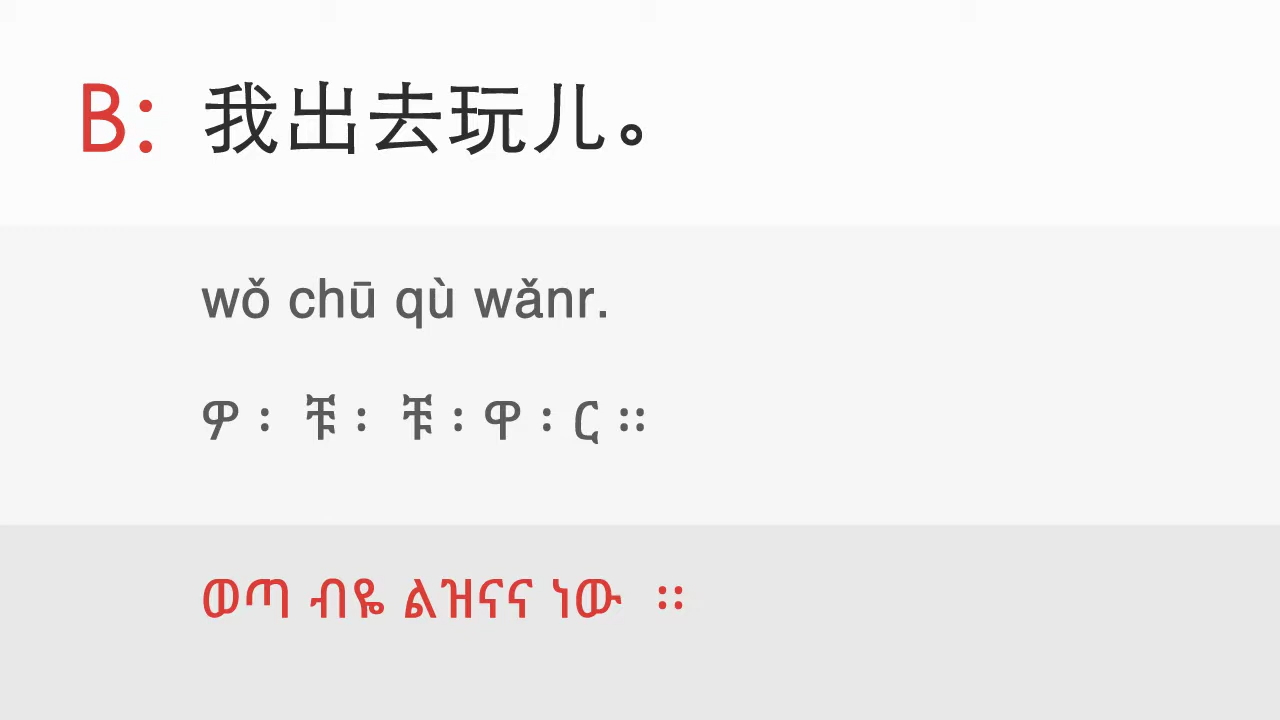 B: 我出去玩儿。
wǒ chū qù wǎnr.
ዎ ፡ ቹ ፡ ቹ ፡ ዋ ፡ ር ፡፡
ወጣ ብዬ ልዝናና ነው ፡፡